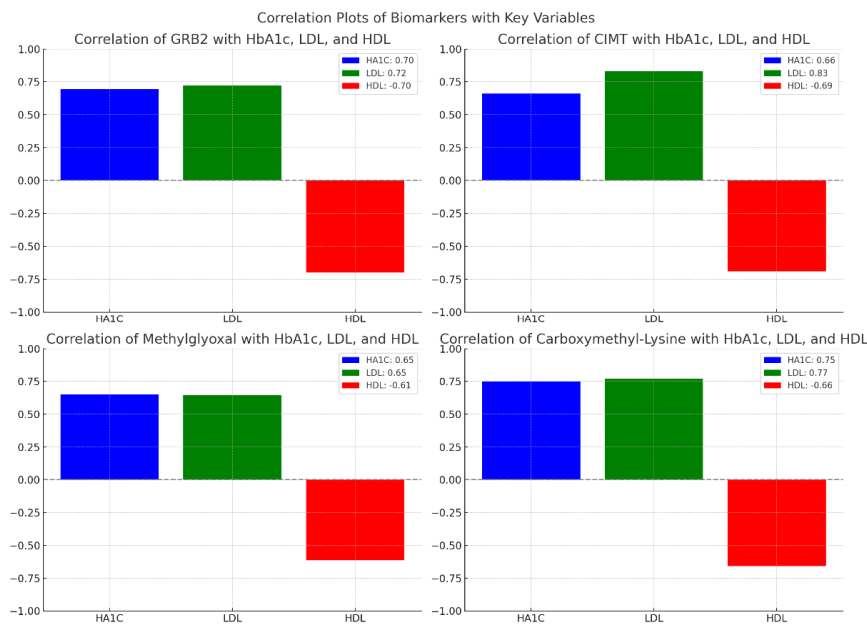 Correlation Plots of Biomarkers with Key Variables
Correlation of GRB2 with HbA1c, LDL, and HDL
HA1C: 0.70
LDL: 0.72
HDL: -0.70
1.00
0.75
0.50
0.25
0.00
−0.25
−0.50
−0.75
−1.00
HA1C LDL HDL
Correlation of CIMT with HbA1c, LDL, and HDL
HA1C: 0.66
LDL: 0.83
HDL: -0.69
1.00
0.75
0.50
0.25
0.00
−0.25
−0.50
−0.75
−1.00
HA1C LDL HDL
Correlation of Methylglyoxal with HbA1c, LDL, and HDL
HA1C: 0.65
LDL: 0.65
HDL: -0.61
1.00
0.75
0.50
0.25
0.00
−0.25
−0.50
−0.75
−1.00
HA1C LDL HDL
Correlation of Carboxymethyl-Lysine with HbA1c, LDL, and HDL
HA1C: 0.75
LDL: 0.77
HDL: -0.66
1.00
0.75
0.50
0.25
0.00
−0.25
−0.50
−0.75
−1.00
HA1C LDL HDL